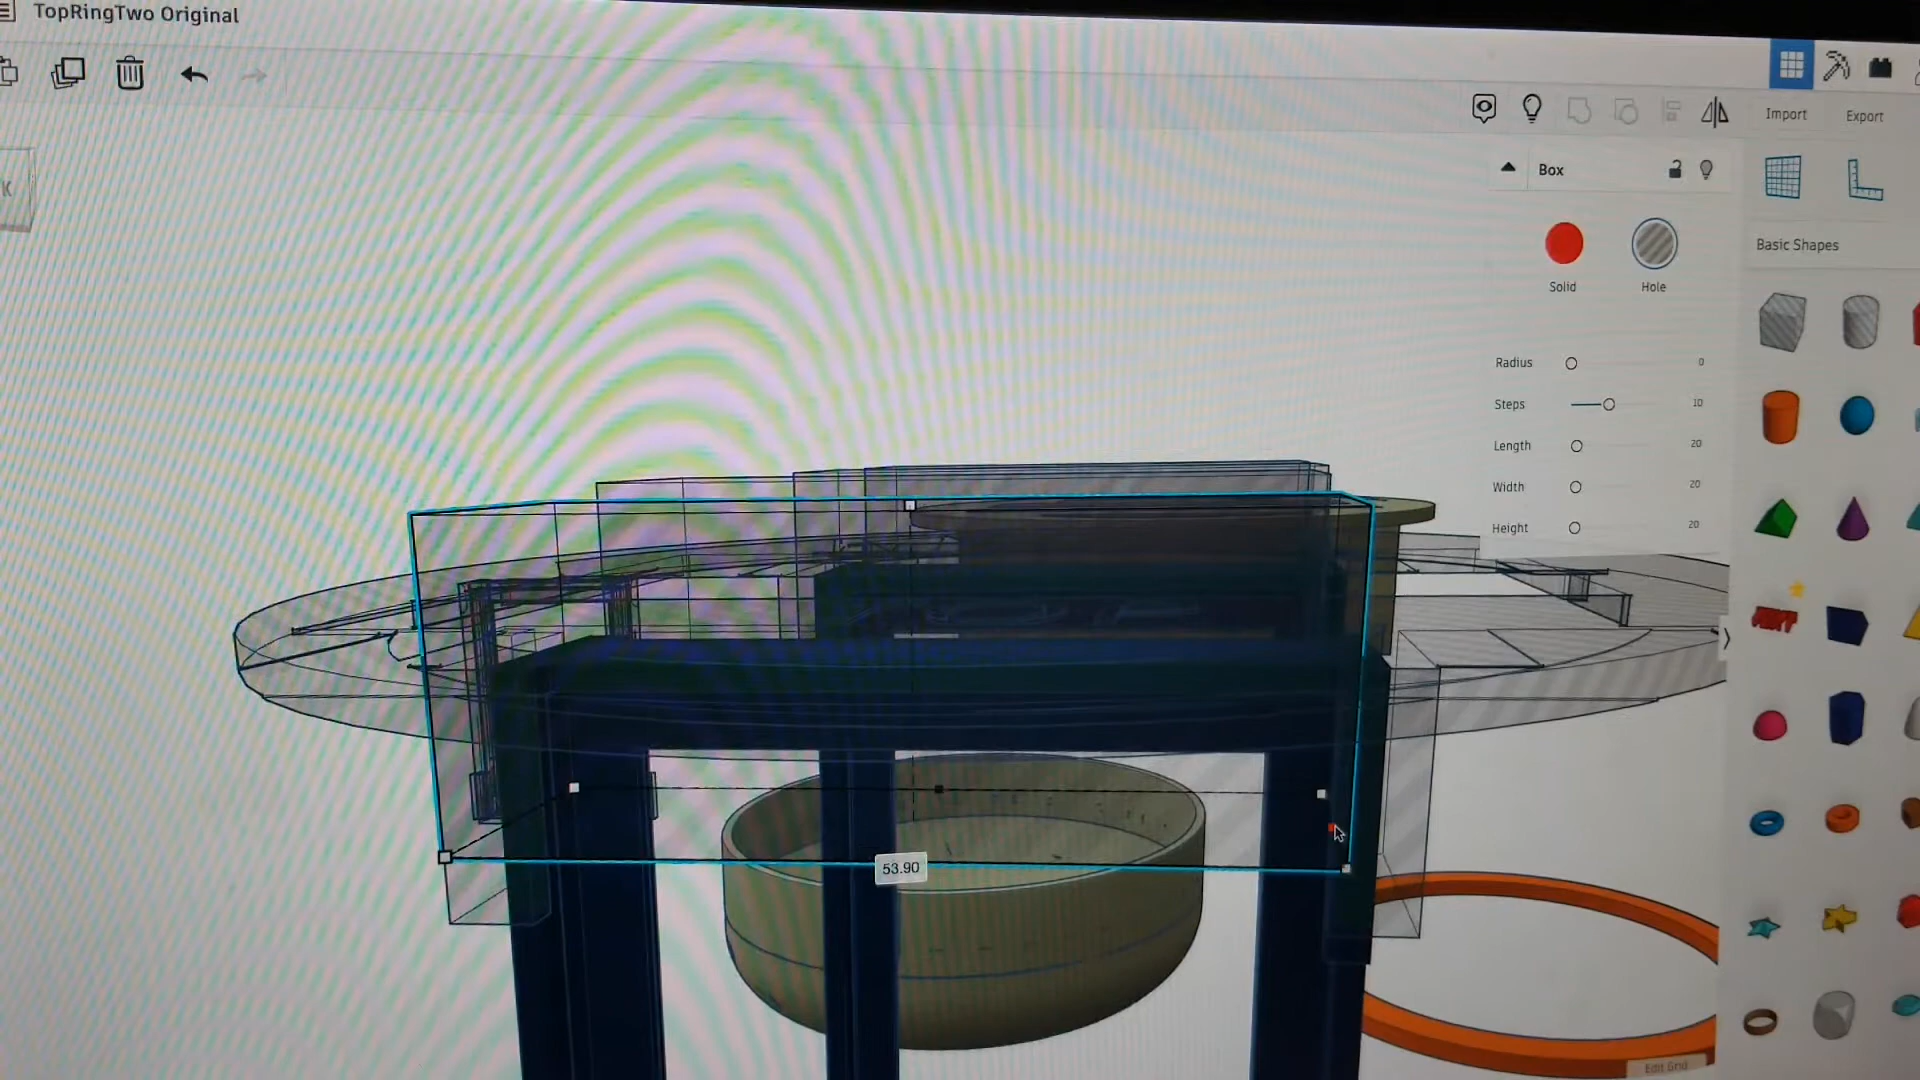 TopRingTwo Original
Import
Export
K
Box
Solid
Hole
Basic Shapes
Radius
0
Steps
10
Length
20
Width
20
Height
20
53.90
Edit Grid